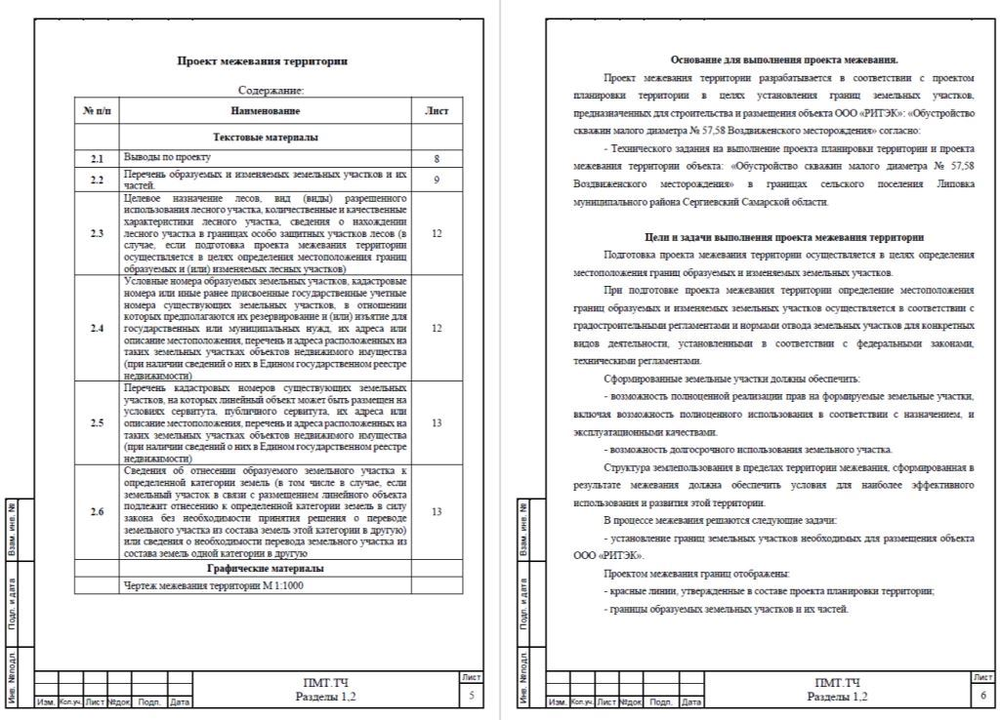 Проект межевания территории
Содержание:
№ п/п Наименование Лист
Текстовые материалы
2.1 Выводы по проекту 8
2.2 Перечень образуемых и изменяемых земельных участков и их 9
частей.
Целевое назначение лесов, вид (виды) разрешенного
использования лесного участка, количественные и качественные
характеристики лесного участка, сведения о нахождении
2.3 лесного участка в границах особо защитных участков лесов (в 12
случае, если подготовка проекта межевания территории
осуществляется в целях определения местоположения границ
образуемых и (или) изменяемых лесных участков)
Условные номера образуемых земельных участков, кадастровые
номера или иные ранее присвоенные государственные учетные
номера существующих земельных участков, в отношении
которых предполагаются их резервирование и (или) изъятие для
2.4 государственных или муниципальных нужд, их адреса или 12
описание местоположения, перечень и адреса расположенных на
таких земельных участках объектов недвижимого имущества
(при наличии сведений о них в Едином государственном реестре
недвижимости)
Перечень кадастровых номеров существующих земельных
участков, на которых линейный объект может быть размещен на
условиях сервитута, публичного сервитута, их адреса или
2.5 описание местоположения, перечень и адреса расположенных на 13
таких земельных участках объектов недвижимого имущества
(при наличии сведений о них в Едином государственном реестре
недвижимости)
Сведения об отнесении образуемого земельного участка к
определенной категории земель (в том числе в случае, если
земельный участок в связи с размещением линейного объекта
2.6 подлежит отнесению к определенной категории земель в силу 13
закона без необходимости принятия решения о переводе
земельного участка из состава земель этой категории в другую)
или сведения о необходимости перевода земельного участка из
состава земель одной категории в другую
Графические материалы
Чертеж межевания территории М 1:1000
Взам. инв. №
Подп. и дата
Инв. №подл.
Изм. Кол.уч. Лист №док Подп. Дата
ПМТ.ТЧ
Разделы 1,2
Лист
5
Основание для выполнения проекта межевания.
Проект межевания территории разрабатывается в соответствии с проектом
планировки территории в целях установления границ земельных участков,
предназначенных для строительства и размещения объекта ООО «РИТЭК»: «Обустройство
скважин малого диаметра № 57,58 Воздвиженского месторождения» согласно:
- Технического задания на выполнение проекта планировки территории и проекта
межевания территории объекта: «Обустройство скважин малого диаметра № 57,58
Воздвиженского месторождения» в границах сельского поселения Липовка
муниципального района Сергиевский Самарской области.
Цели и задачи выполнения проекта межевания территории
Подготовка проекта межевания территории осуществляется в целях определения
местоположения границ образуемых и изменяемых земельных участков.
При подготовке проекта межевания территории определение местоположения
границ образуемых и изменяемых земельных участков осуществляется в соответствии с
градостроительными регламентами и нормами отвода земельных участков для конкретных
видов деятельности, установленными в соответствии с федеральными законами,
техническими регламентами.
Сформированные земельные участки должны обеспечить:
- возможность полноценной реализации прав на формируемые земельные участки,
включая возможность полноценного использования в соответствии с назначением, и
эксплуатационными качествами.
- возможность долгосрочного использования земельного участка.
Структура землепользования в пределах территории межевания, сформированная в
результате межевания должна обеспечить условия для наиболее эффективного
использования и развития этой территории.
В процессе межевания решаются следующие задачи:
- установление границ земельных участков необходимых для размещения объекта
ООО «РИТЭК».
Проектом межевания границ отображены:
- красные линии, утвержденные в составе проекта планировки территории;
- границы образуемых земельных участков и их частей.
Взам. инв. №
Подп. и дата
Инв. №подл.
Изм. Кол.уч. Лист №док Подп. Дата
ПМТ.ТЧ
Разделы 1,2
Лист
6